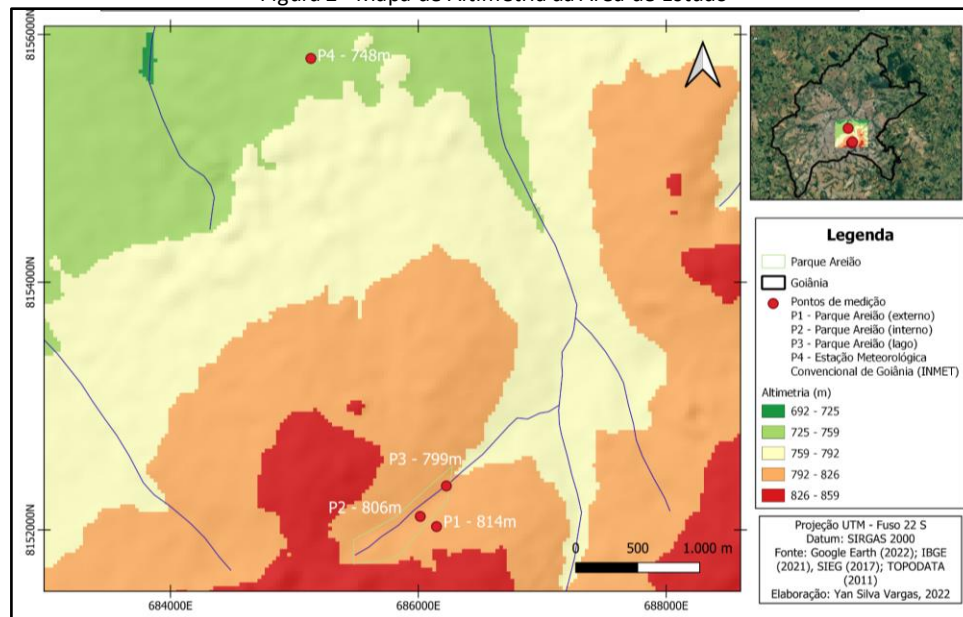 Figura 2 - Mapa de Altimetria da Área de Estudo
8156000N
8154000N
8152000N
P4 - 748m
P3 - 799m
P2 - 806m
P1 - 814m
0 500 1.000 m
684000E 686000E 688000E
Legenda
Parque Areião
Goiânia
Pontos de medição
P1 - Parque Areião (externo)
P2 - Parque Areião (interno)
P3 - Parque Areião (lago)
P4 - Estação Meteorológica
Convencional de Goiânia (INMET)
Altimetria (m)
692 - 725
725 - 759
759 - 792
792 - 826
826 - 859
Projeção UTM - Fuso 22 S
Datum: SIRGAS 2000
Fonte: Google Earth (2022); IBGE
(2021), SIEG (2017); TOPODATA
(2011)
Elaboração: Yan Silva Vargas, 2022